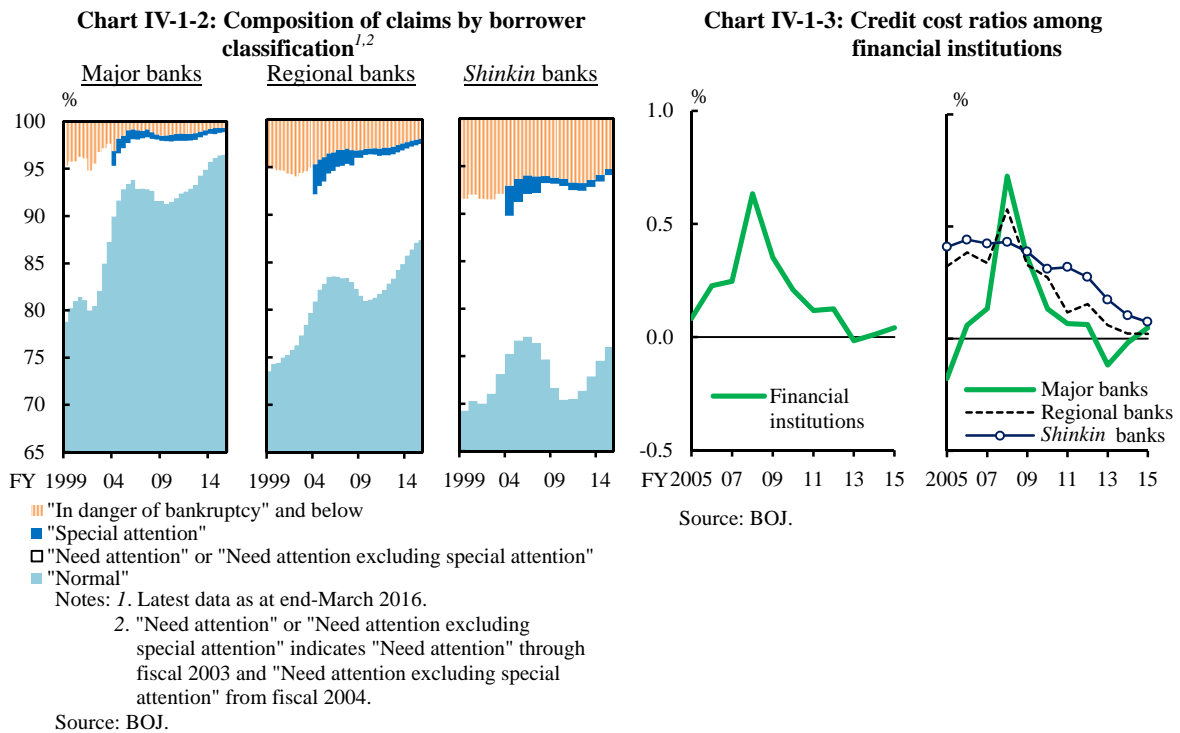 Chart IV-1-2: Composition of claims by borrower
classification1,2
Major banks
Regional banks
Shinkin banks
%
100
95
90
85
80
75
70
65
FY 1999 04 09 14
1999 04 09 14
1999 04 09 14
"In danger of bankruptcy" and below
"Special attention"
"Need attention" or "Need attention excluding special attention"
"Normal"
Notes: 1. Latest data as at end-March 2016.
2. "Need attention" or "Need attention excluding
special attention" indicates "Need attention" through
fiscal 2003 and "Need attention excluding special
attention" from fiscal 2004.
Source: BOJ.
Chart IV-1-3: Credit cost ratios among
financial institutions
%
1.0
0.5
0.0
-0.5
Financial
institutions
FY2005 07 09 11 13 15
%
Major banks
Regional banks
Shinkin banks
2005 07 09 11 13 15
Source: BOJ.